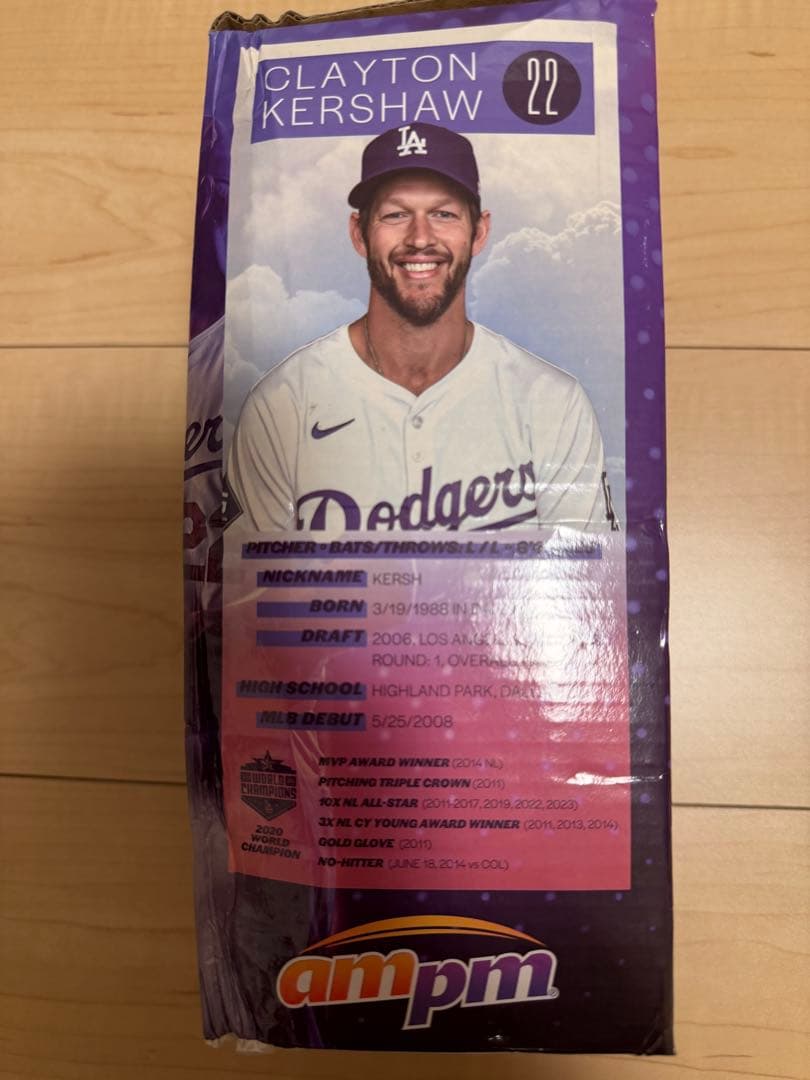 CLAYTON
KERSHAW
22
LA
er
Dodgers
PITCHER • BATS/THROWS: L / L •
NICKNAME KERSH
BORN 3/19/1988 IN
DRAFT 2006, LOS
ROUND: 1,
HIGH SCHOOL HIGHLAND PARK,
MLB DEBUT 5/25/2008
WORLD
CHAMPIONS
2020
WORLD
CHAMPION
MVP AWARD WINNER (2014 NL)
PITCHING TRIPLE CROWN (2011)
10X NL ALL-STAR (2011-2017, 2019, 2022, 2023)
3X NL CY YOUNG AWARD WINNER (2011, 2013, 2014)
GOLD GLOVE (2011)
NO-HITTER (JUNE 18, 2014 vs COL)
ampm®